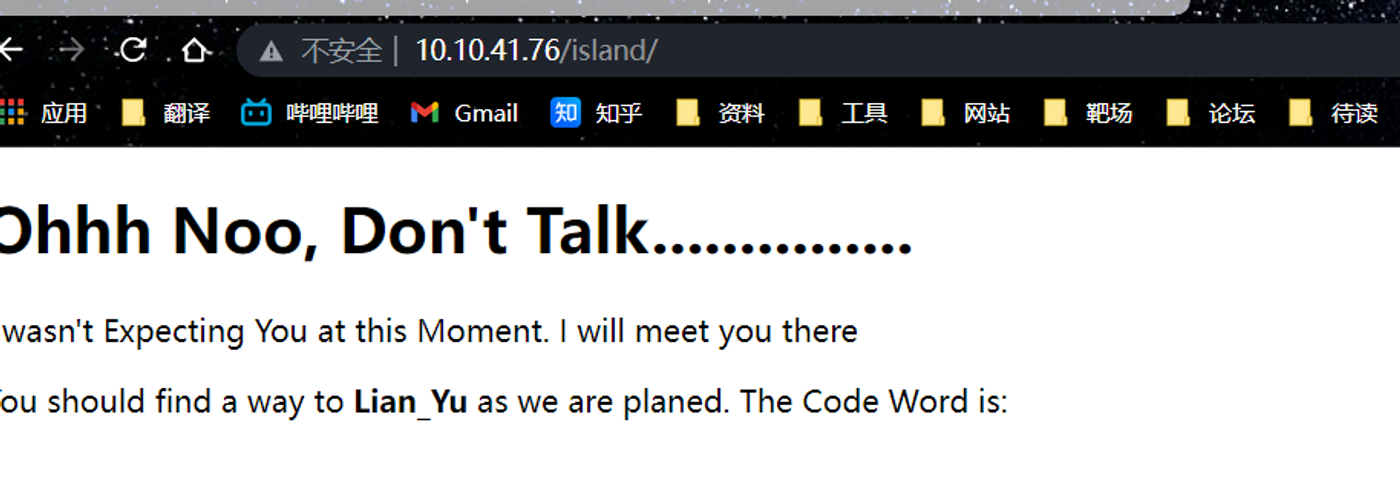 不安全 | 10.10.41.76/island/
应用 翻译 哔哩哔哩 Gmail 知 知乎 资料 工具 网站 靶场 论坛 待读
Ohhh Noo, Don't Talk...............
wasn't Expecting You at this Moment. I will meet you there
You should find a way to Lian_Yu as we are planed. The Code Word is: